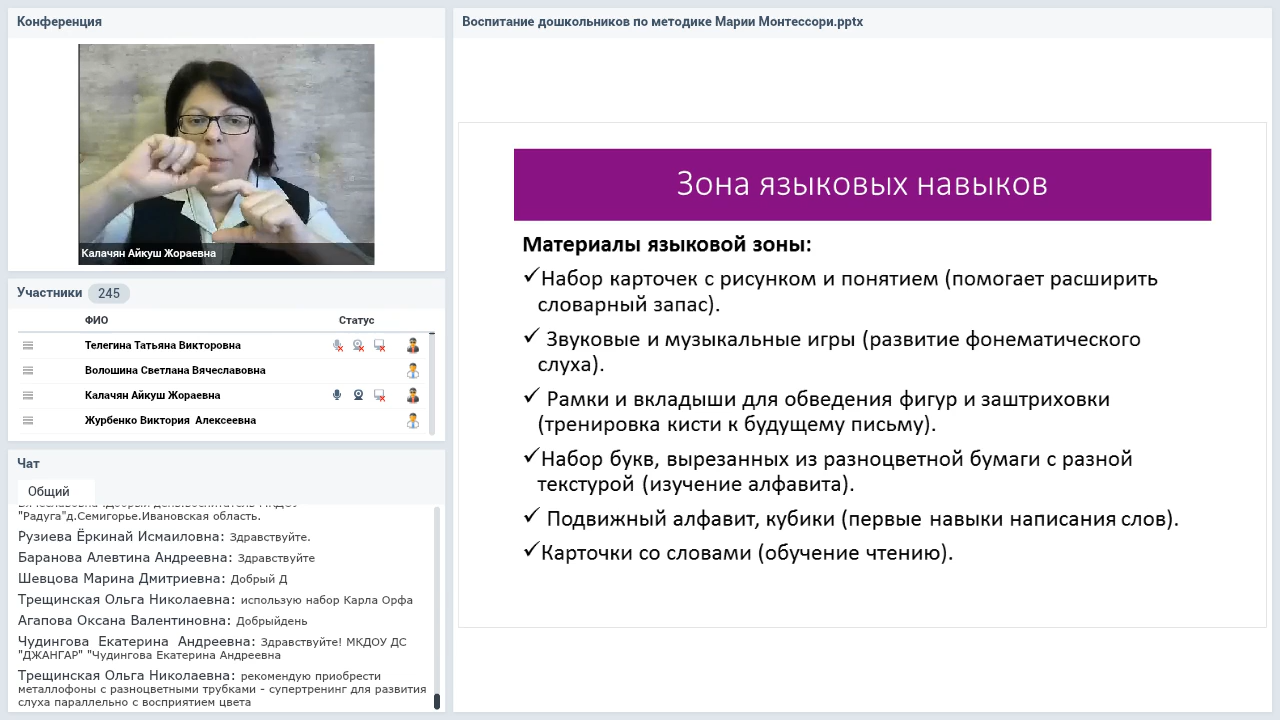 Конференция
Калачян Айкуш Жораевна
Участники 245
ФИО Статус
Телегина Татьяна Викторовна
Волошина Светлана Вячеславовна
Калачян Айкуш Жораевна
Журбенко Виктория  Алексеевна
Чат
Общий
"Радуга"д.Семигорье.Ивановская область.
Рузиева Ёркинай Исмаиловна: Здравствуйте.
Баранова Алевтина Андреевна: Здравствуйте
Шевцова Марина Дмитриевна: Добрый Д
Трещинская Ольга Николаевна: использую набор Карла Орфа
Агапова Оксана Валентиновна: Добрыйдень
Чудингова  Екатерина  Андреевна: Здравствуйте! МКДОУ ДС
"ДЖАНГАР" "Чудингова Екатерина Андреевна
Трещинская Ольга Николаевна: рекомендую приобрести
металлофоны с разноцветными трубками - супертренинг для развития
слуха параллельно с восприятием цвета
Воспитание дошкольников по методике Марии Монтессори.pptx
Зона языковых навыков
Материалы языковой зоны:
✓Набор карточек с рисунком и понятием (помогает расширить
словарный запас).
✓ Звуковые и музыкальные игры (развитие фонематического
слуха).
✓ Рамки и вкладыши для обведения фигур и заштриховки
(тренировка кисти к будущему письму).
✓Набор букв, вырезанных из разноцветной бумаги с разной
текстурой (изучение алфавита).
✓ Подвижный алфавит, кубики (первые навыки написания слов).
✓Карточки со словами (обучение чтению).